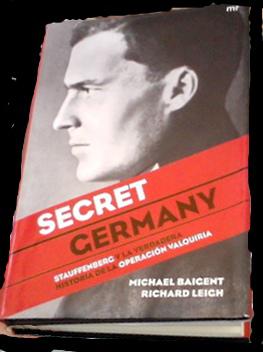 mr
SECRET
GERMANY
STAUFFENBERG Y LA VERDADERA
HISTORIA DE LA OPERACIÓN VALQUIRIA
MICHAEL BAIGENT
RICHARD LEIGH